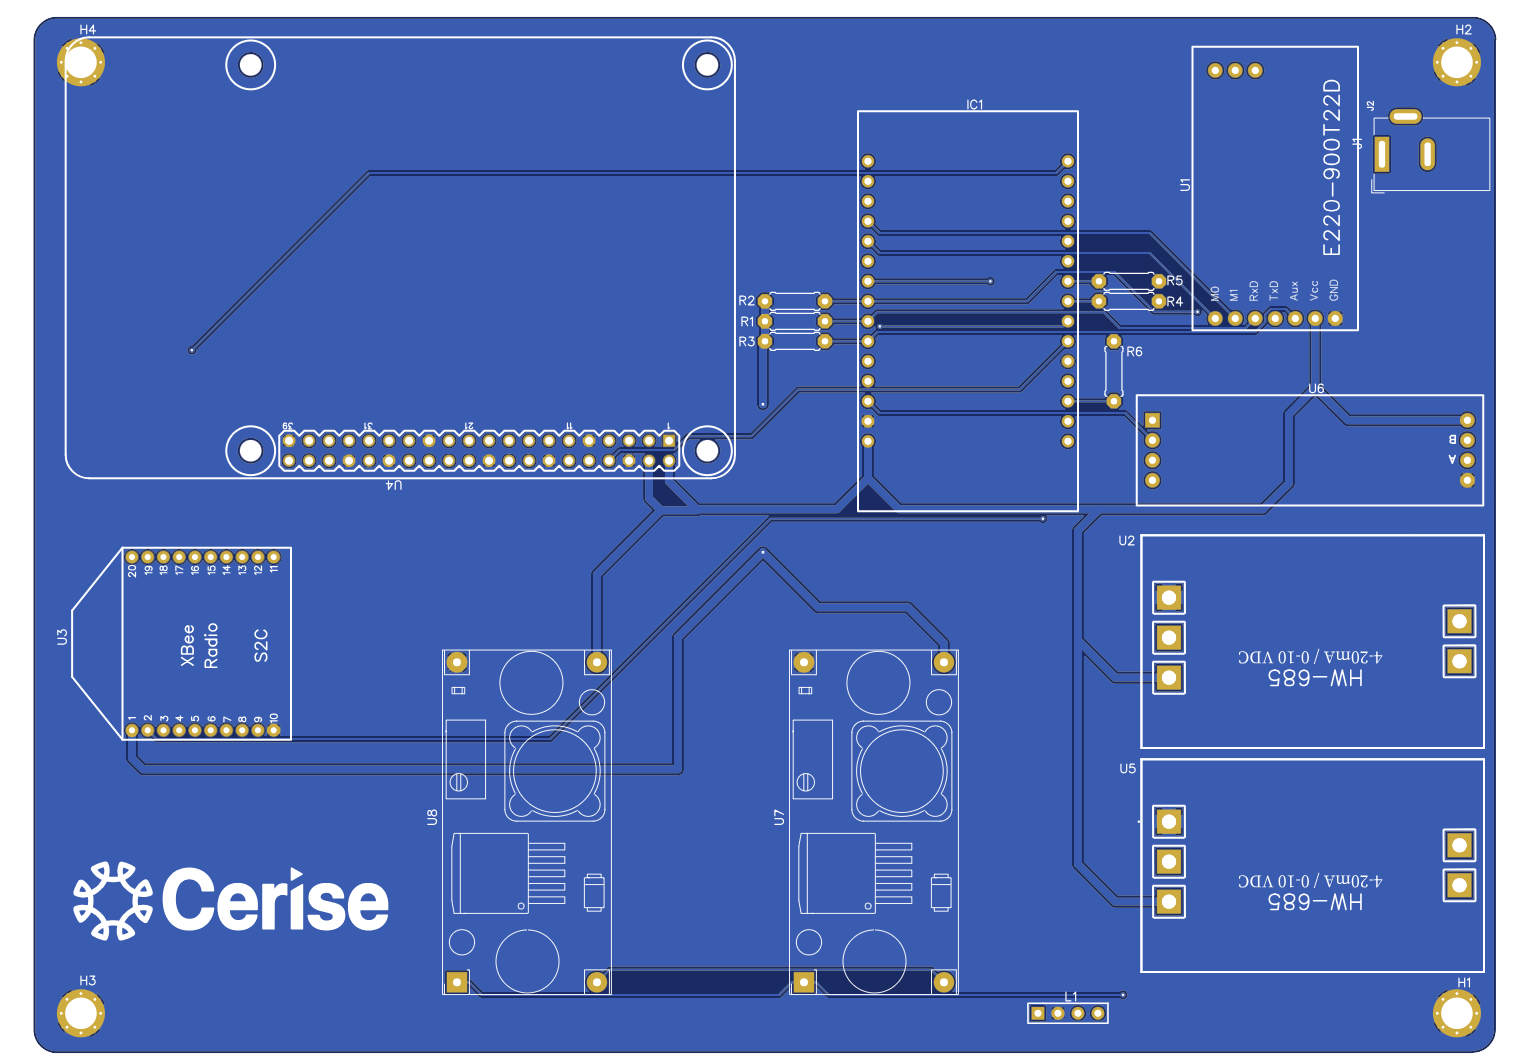 H4
H2
IC1
J2
J1
U1
E220-900T22D
R5
R4
R2
R1
R3
R6
M0
M1
RxD
TxD
Aux
Vcc
GND
U6
B
A
39
31
21
11
1
U4
U2
4-20mA / 0-10 VDC
HW-685
20
19
18
17
16
15
14
13
12
11
U3
XBee
Radio
S2C
1
2
3
4
5
6
7
8
9
10
U5
4-20mA / 0-10 VDC
HW-685
U8
U7
Cerise
H3
L1
H1